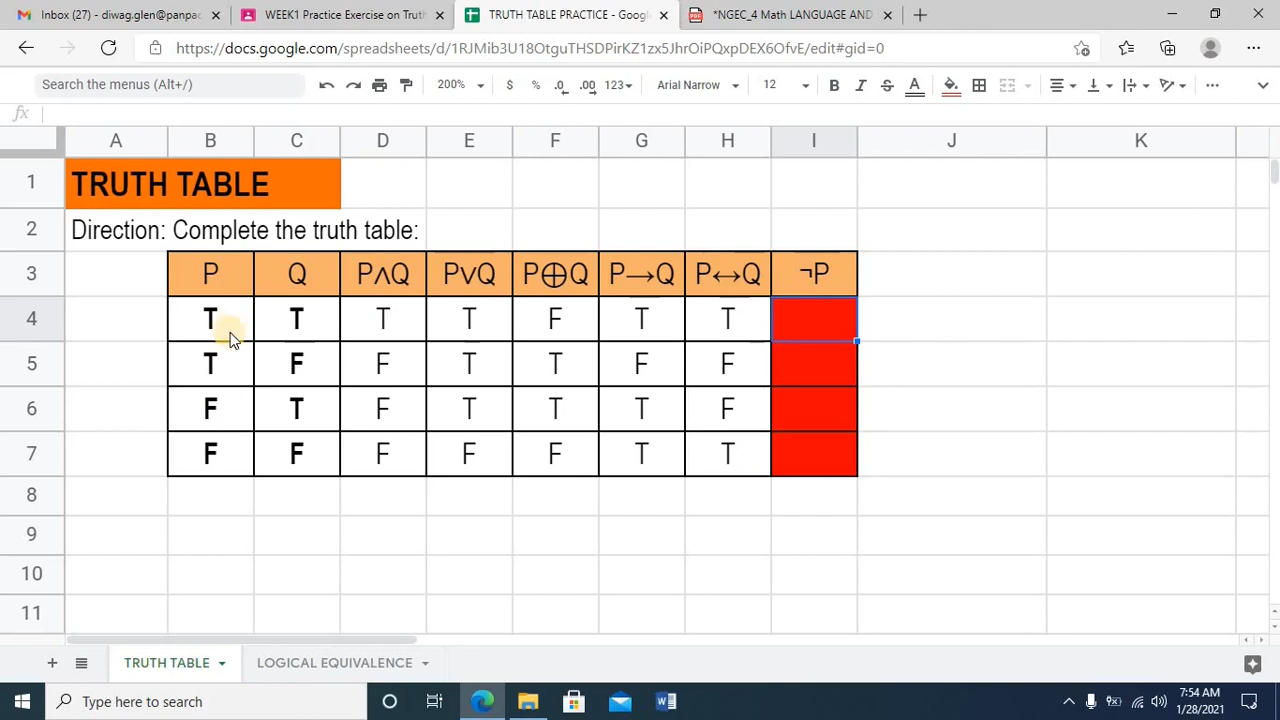 Inbox (27) - diwag.glen@panpac
WEEK1 Practice Exercise on Truth
TRUTH TABLE PRACTICE - Google
*NGEC_4 Math LANGUAGE AND
https://docs.google.com/spreadsheets/d/1RJMib3U18OtguTHSDPirKZ1zx5JhrOiPQxpDEX6OfvE/edit#gid=0
Search the menus (Alt+/) 200% $ % .0 .00 123 Arial Narrow 12 B I S A
fx
A B C D E F G H I J K
1 TRUTH TABLE
2 Direction: Complete the truth table:
3 P Q P∧Q P∨Q P⊕Q P→Q P↔Q ¬P
4 T T T T F T T
5 T F F T T F F
6 F T F T T T F
7 F F F F F T T
8
9
10
11
TRUTH TABLE LOGICAL EQUIVALENCE
Type here to search
7:54 AM
1/28/2021